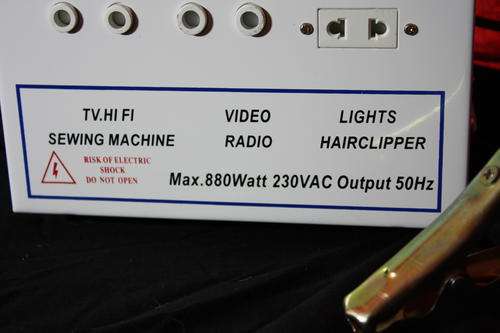 TV.HI FI VIDEO LIGHTS
SEWING MACHINE RADIO HAIRCLIPPER
RISK OF ELECTRIC
SHOCK
DO NOT OPEN
Max.880Watt 230VAC Output 50Hz